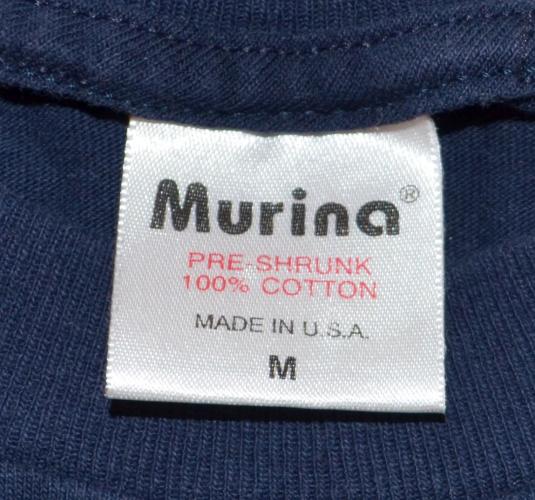 Murina®
PRE-SHRUNK
100% COTTON
MADE IN U.S.A.
M